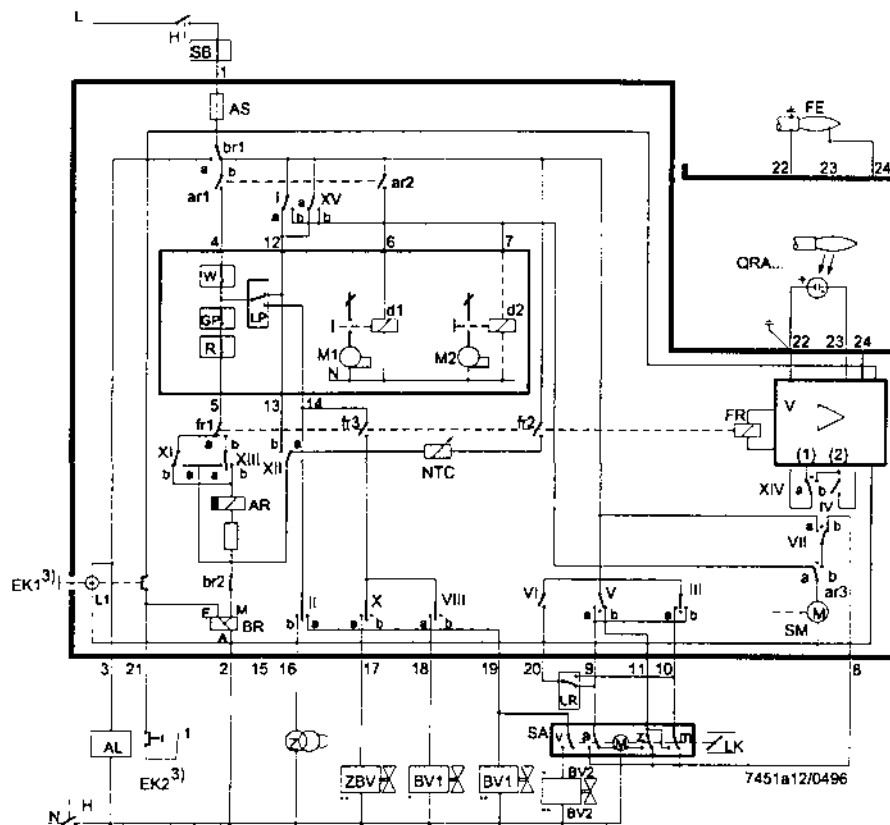 L
H
SB
1
AS
FE
br1
22 23 24
a b
ar1
ar2
i
a b
a XV
b
4 12 6 7
W
QRA...
LP
GP
d1
d2
R
M1
M2
N
22 23 24
5 13 14
V
fr1
fr3
fr2
FR
a b
b a
XI
XIII
XII
NTC
(1) (2)
b a a b
XIV
a b
IV
AR
a b
VII
EK1 3)
L1
br2
a b
ar3
II
X
VIII
VI
V
III
E M
BR
A
b a
a b
a b
a b
a b
M
SM
3 21 2 15 16 17 18 19 20 9 11 10 8
LR
AL
1
EK2 3)
Z
SA
v a M z m
LK
ZBV
BV1
BV1
BV2
BV2
7451a12/0496
N H